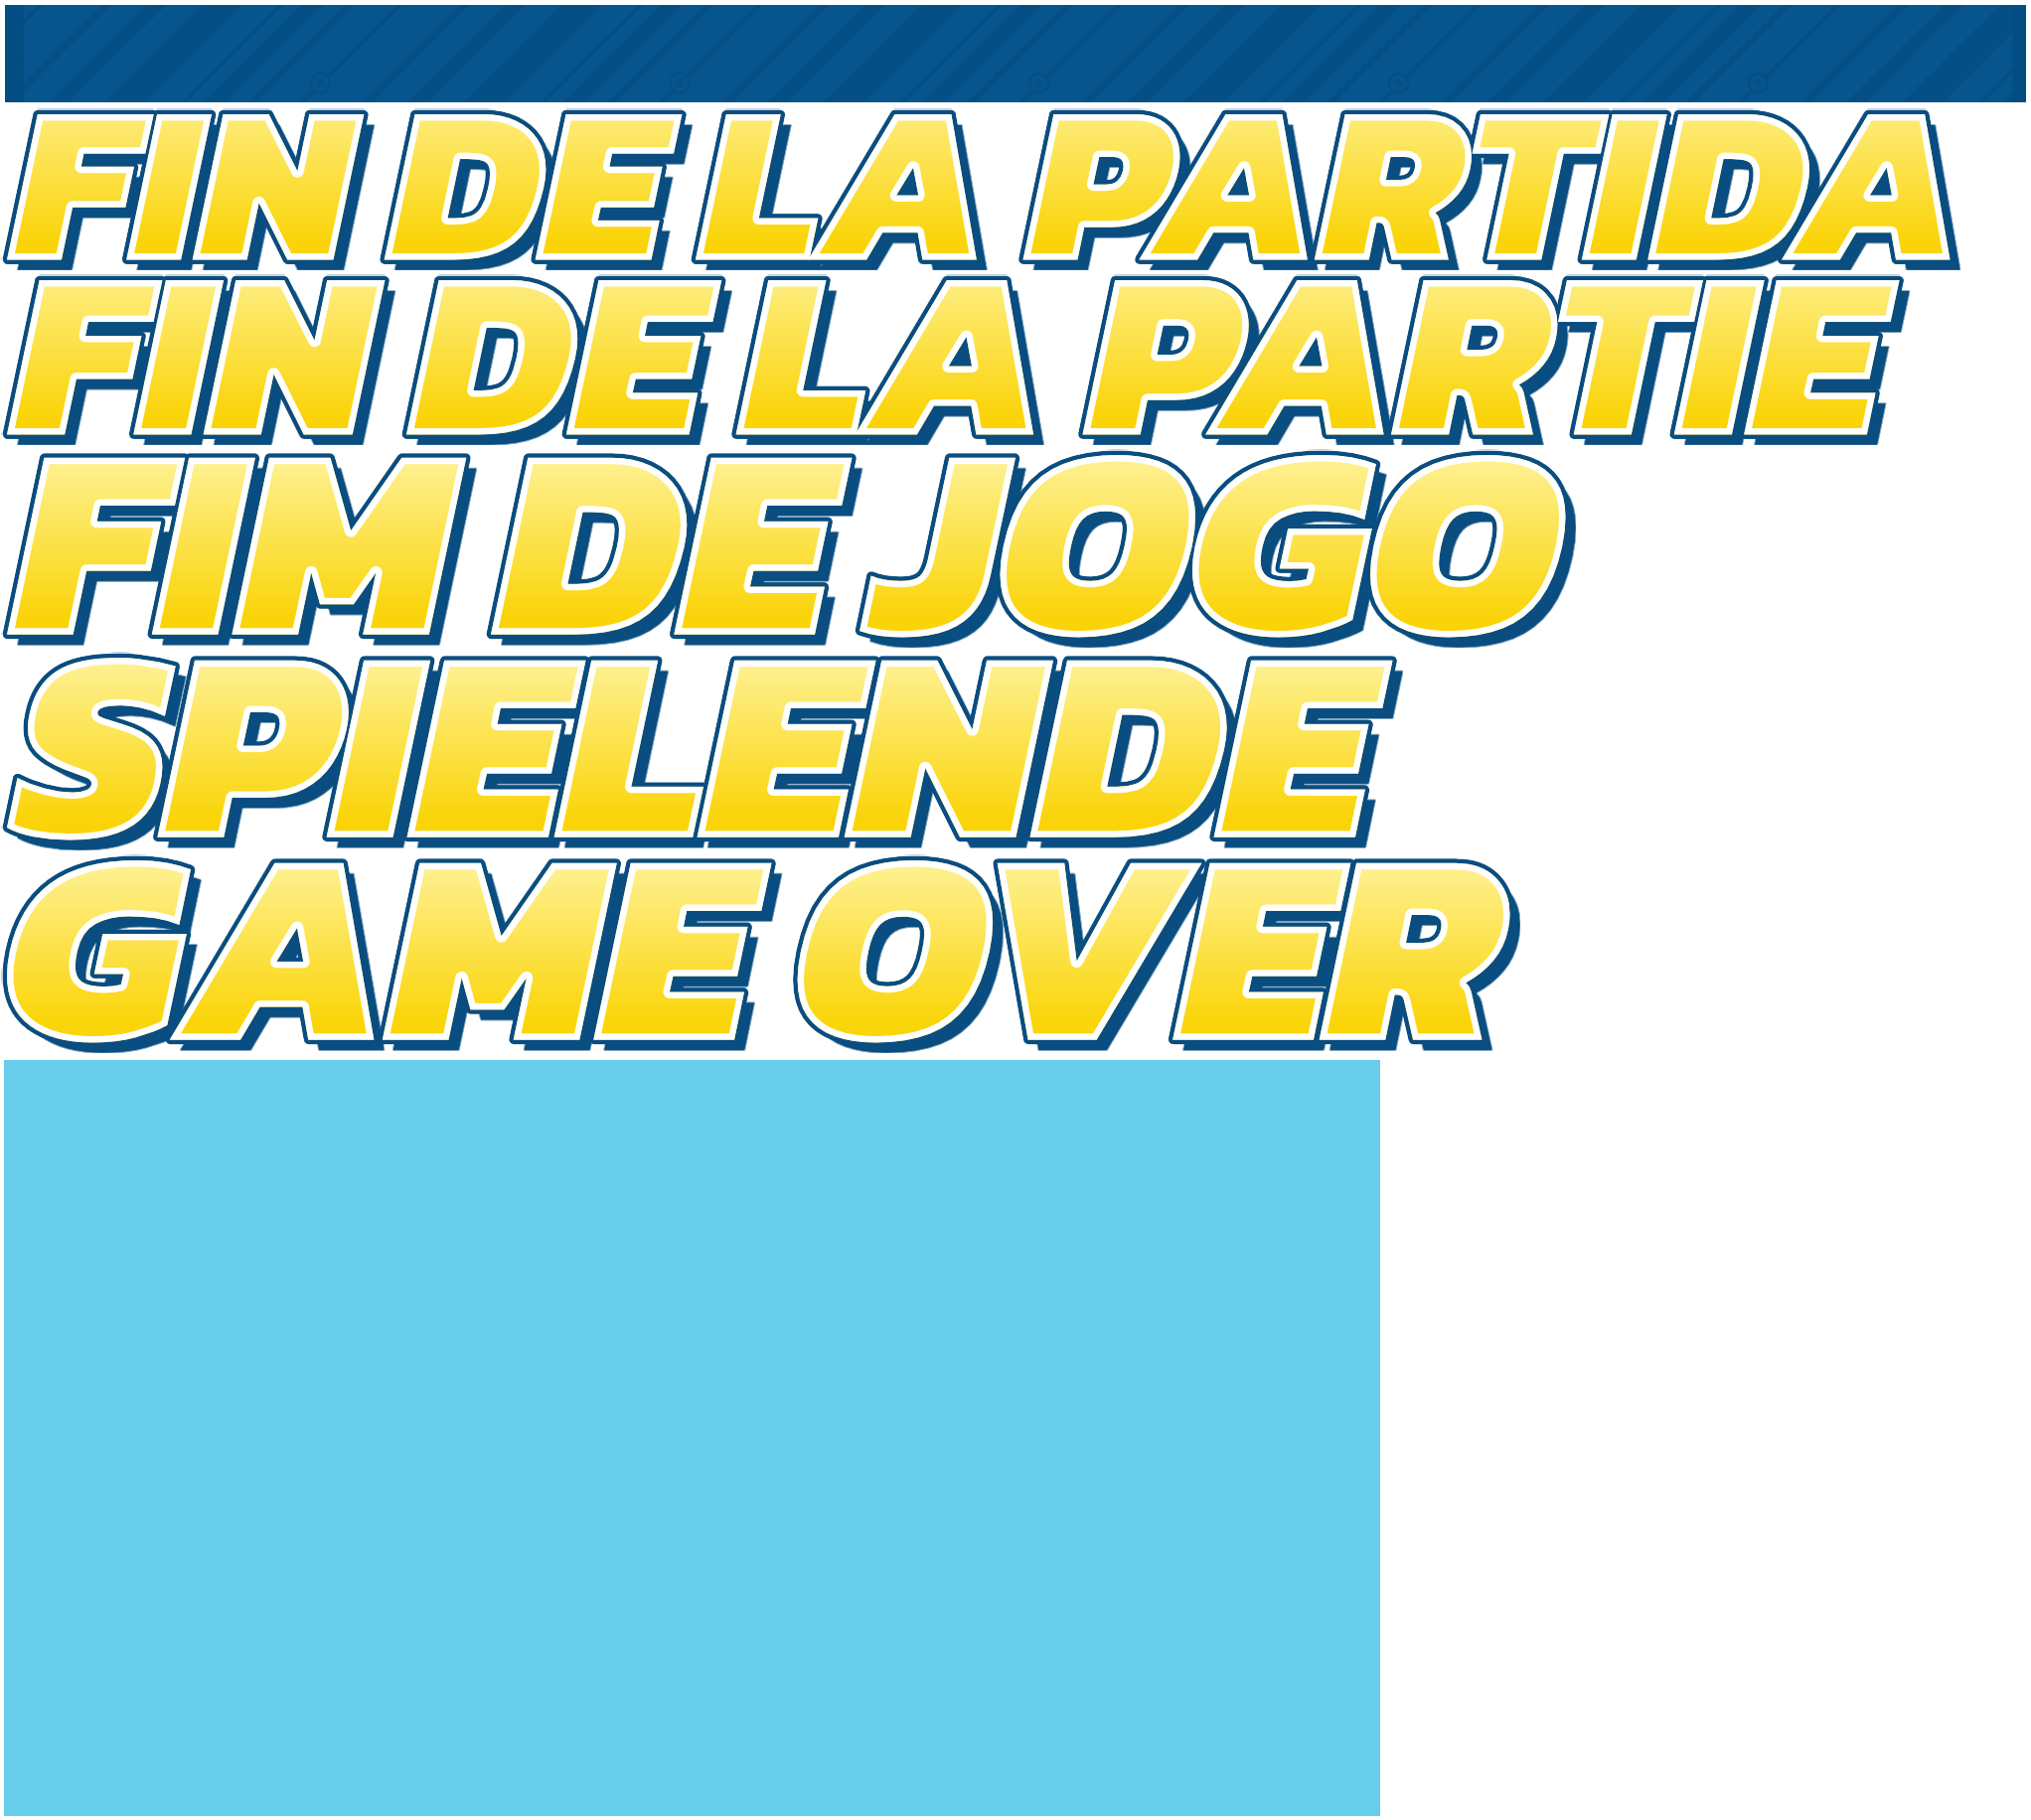 FIN DE LA PARTIDA
FIN DE LA PARTIE
FIM DE JOGO
SPIELENDE
GAME OVER